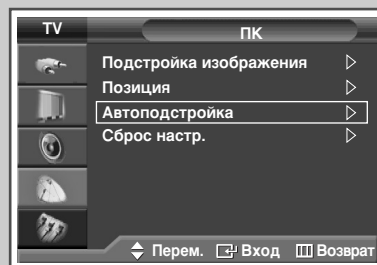 TV
ПК
Подстройка изображения
Позиция
Автоподстройка
Сброс настр.
Перем. Вход Возврат